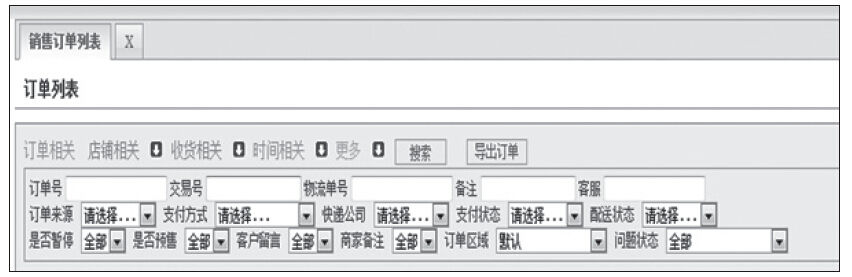 销售订单列表 X
订单列表
订单相关 店铺相关 收货相关 时间相关 更多 搜索 导出订单
订单号 交易号 物流单号 备注 客服
订单来源 请选择... 支付方式 请选择... 快递公司 请选择... 支付状态 请选择... 配送状态 请选择...
是否暂停 全部 是否预售 全部 客户留言 全部 商家备注 全部 订单区域 默认 问题状态 全部